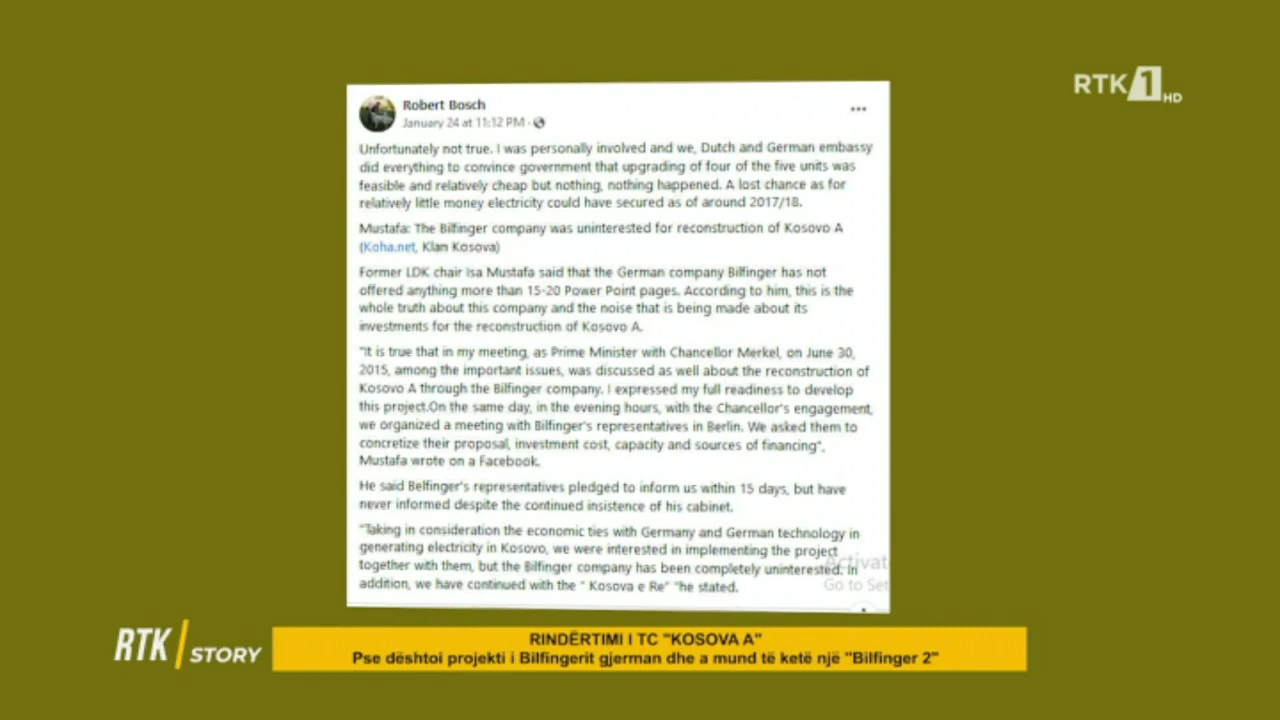 RTK 1 HD
Robert Bosch
January 24 at 11:12 PM ·
Unfortunately not true. I was personally involved and we, Dutch and German embassy
did everything to convince government that upgrading of four of the five units was
feasible and relatively cheap but nothing, nothing happened. A lost chance as for
relatively little money electricity could have secured as of around 2017/18.
Mustafa: The Bilfinger company was uninterested for reconstruction of Kosovo A
(Koha.net, Klan Kosova)
Former LDK chair Isa Mustafa said that the German company Bilfinger has not
offered anything more than 15-20 Power Point pages. According to him, this is the
whole truth about this company and the noise that is being made about its
investments for the reconstruction of Kosovo A.
"It is true that in my meeting, as Prime Minister with Chancellor Merkel, on June 30,
2015, among the important issues, was discussed as well about the reconstruction of
Kosovo A through the Bilfinger company. I expressed my full readiness to develop
this project.On the same day, in the evening hours, with the Chancellor's engagement,
we organized a meeting with Bilfinger's representatives in Berlin. We asked them to
concretize their proposal, investment cost, capacity and sources of financing",
Mustafa wrote on a Facebook.
He said Belfinger's representatives pledged to inform us within 15 days, but have
never informed despite the continued insistence of his cabinet.
"Taking in consideration the economic ties with Germany and German technology in
generating electricity in Kosovo, we were interested in implementing the project
together with them, but the Bilfinger company has been completely uninterested. In
addition, we have continued with the " Kosova e Re" "he stated.
Activat
Go to Set
RTK / STORY
RINDËRTIMI I TC "KOSOVA A"
Pse dështoi projekti i Bilfingerit gjerman dhe a mund të ketë një "Bilfinger 2"